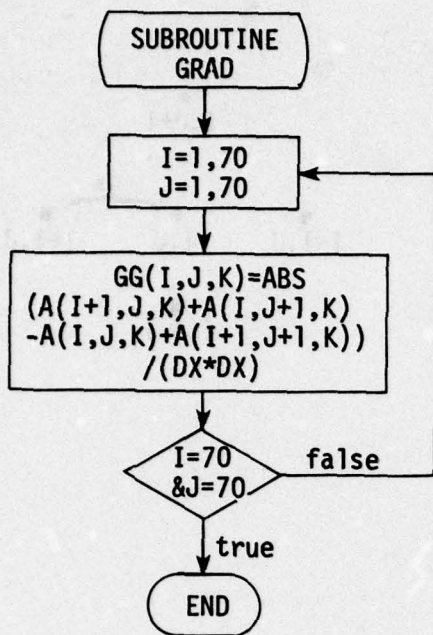 SUBROUTINE
GRAD
I=1,70
J=1,70
GG(I,J,K)=ABS
(A(I+1,J,K)+A(I,J+1,K)
-A(I,J,K)+A(I+1,J+1,K))
/(DX*DX)
I=70
&J=70
false
true
END